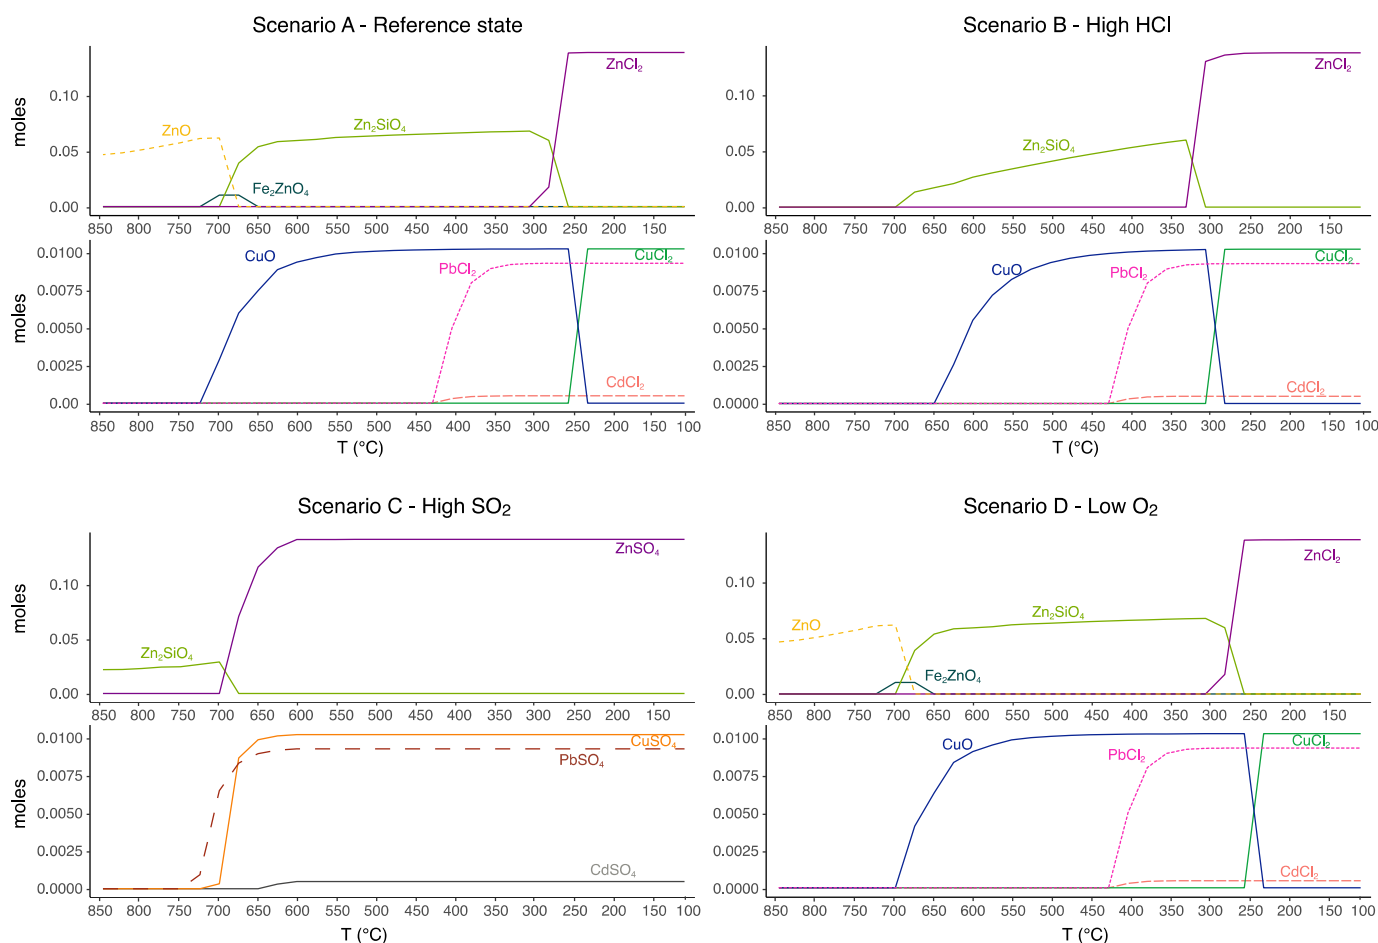 Scenario A - Reference state
moles
0.10
0.05
0.00
ZnO
Zn₂SiO₄
Fe₂ZnO₄
ZnCl₂
850 800 750 700 650 600 550 500 450 400 350 300 250 200 150
moles
0.0100
0.0075
0.0050
0.0025
0.00
CuO
PbCl₂
CuCl₂
CdCl₂
850 800 750 700 650 600 550 500 450 400 350 300 250 200 150 100
T (°C)
Scenario B - High HCl
0.10
0.05
0.00
Zn₂SiO₄
ZnCl₂
850 800 750 700 650 600 550 500 450 400 350 300 250 200 150
0.0100
0.0075
0.0050
0.0025
0.0000
CuO
PbCl₂
CuCl₂
CdCl₂
850 800 750 700 650 600 550 500 450 400 350 300 250 200 150 100
T (°C)
Scenario C - High SO₂
moles
0.10
0.05
0.00
Zn₂SiO₄
ZnSO₄
850 800 750 700 650 600 550 500 450 400 350 300 250 200 150
moles
0.0100
0.0075
0.0050
0.0025
0.0000
CuSO₄
PbSO₄
CdSO₄
850 800 750 700 650 600 550 500 450 400 350 300 250 200 150 100
T (°C)
Scenario D - Low O₂
0.10
0.05
0.00
ZnO
Zn₂SiO₄
Fe₂ZnO₄
ZnCl₂
850 800 750 700 650 600 550 500 450 400 350 300 250 200 150
0.0100
0.0075
0.0050
0.0025
0.0000
CuO
PbCl₂
CuCl₂
CdCl₂
850 800 750 700 650 600 550 500 450 400 350 300 250 200 150 100
T (°C)